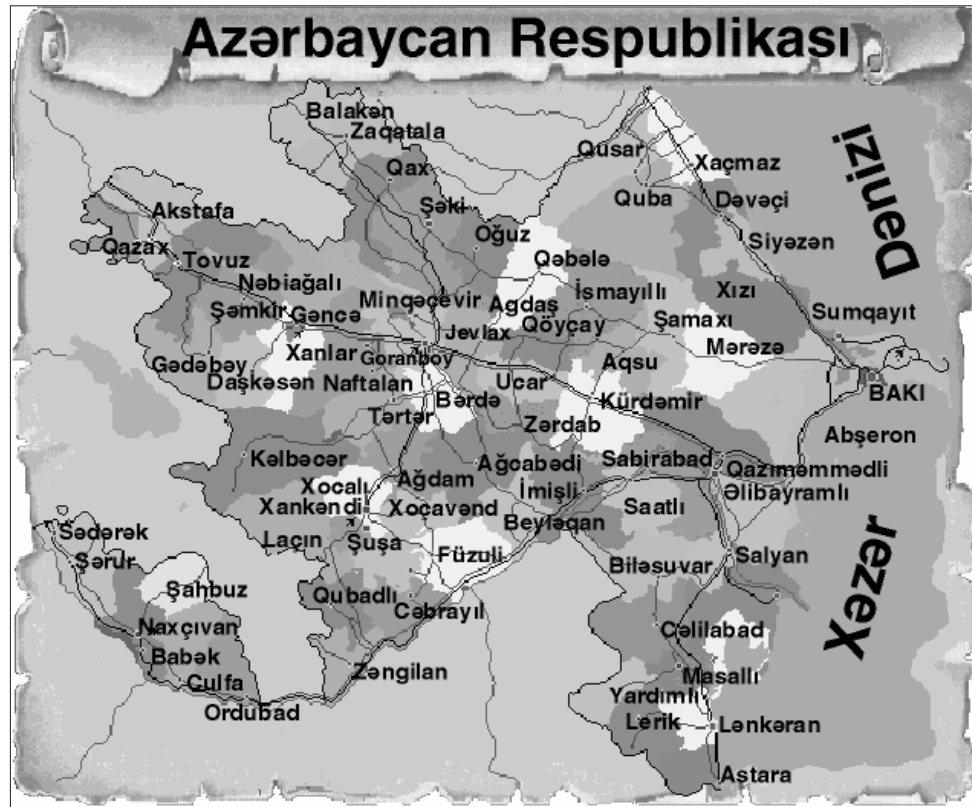 Azərbaycan Respublikası
Balakən
Zaqatala
Qax
Qusar
Xaçmaz
Quba
Dəvəçi
Dənizi
Akstafa
Şəki
Oğuz
Siyəzən
Qazax
Tovuz
Qəbələ
Nəbiağalı
Minqəçevir
Agdaş
İsmayıllı
Xızı
Şəmkir
Gəncə
Jevlax
Qöyçay
Şamaxı
Sumqayıt
Xanlar
Goranboy
Mərəzə
Gədəbəy
Daşkəsən
Naftalan
Ucar
Aqsu
BAKI
Bərdə
Kürdəmir
Tərtər
Zərdab
Abşeron
Kəlbəcər
Ağcabədi
Sabirabad
Qazıməmmədli
Xocalı
Ağdam
İmişli
Əlibayramlı
Xankəndi
Xocavənd
Saatlı
Beyləqan
Sədərək
Laçın
Şuşa
Füzuli
Xəzər
Şərur
Biləsuvar
Salyan
Şahbuz
Qubadlı
Cəbrayıl
Naxçıvan
Cəlilabad
Babək
Zəngilan
Culfa
Masallı
Ordubad
Yardımlı
Lerik
Lənkəran
Astara